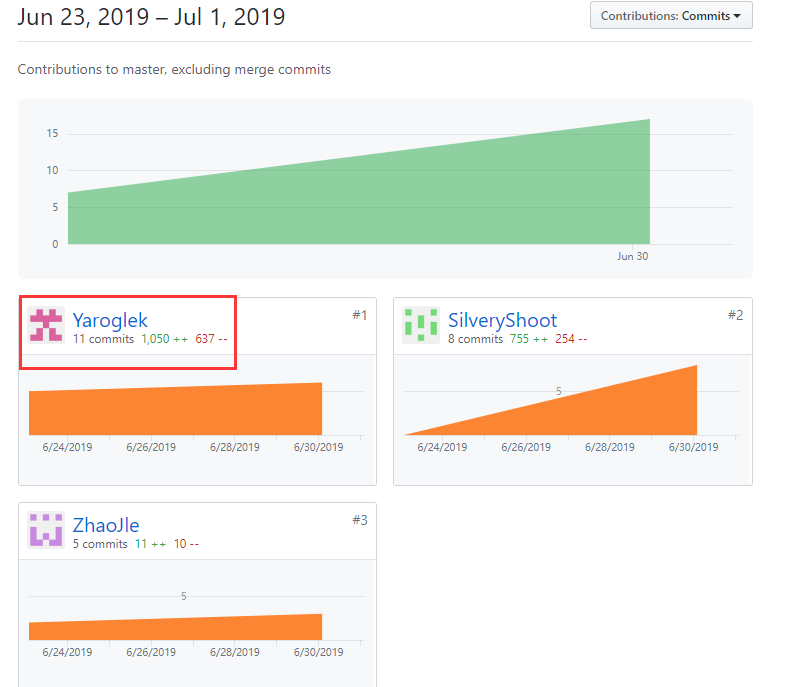 Jun 23, 2019 – Jul 1, 2019
Contributions: Commits
Contributions to master, excluding merge commits
15
10
5
0
Jun 30
Yaroglek
#1
11 commits 1,050 ++ 637 --
6/24/2019 6/26/2019 6/28/2019 6/30/2019
SilveryShoot
#2
8 commits 755 ++ 254 --
5
6/24/2019 6/26/2019 6/28/2019 6/30/2019
ZhaoJle
#3
5 commits 11 ++ 10 --
5
6/24/2019 6/26/2019 6/28/2019 6/30/2019